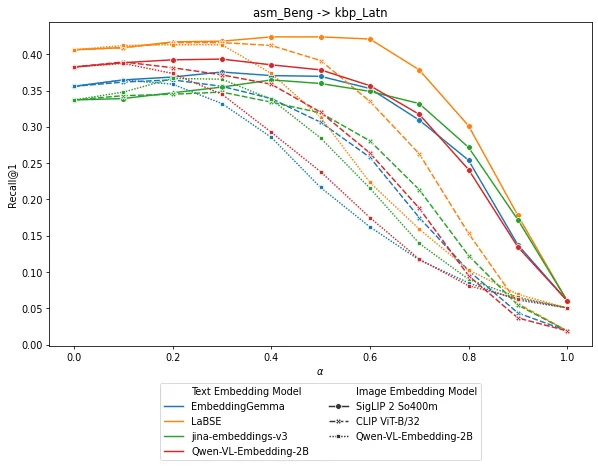 asm_Beng -> kbp_Latn
Recall@1
0.40
0.35
0.30
0.25
0.20
0.15
0.10
0.05
0.00
0.0 0.2 0.4 0.6 0.8 1.0
α
Text Embedding Model
EmbeddingGemma
LaBSE
jina-embeddings-v3
Qwen-VL-Embedding-2B
Image Embedding Model
SigLIP 2 So400m
CLIP ViT-B/32
Qwen-VL-Embedding-2B